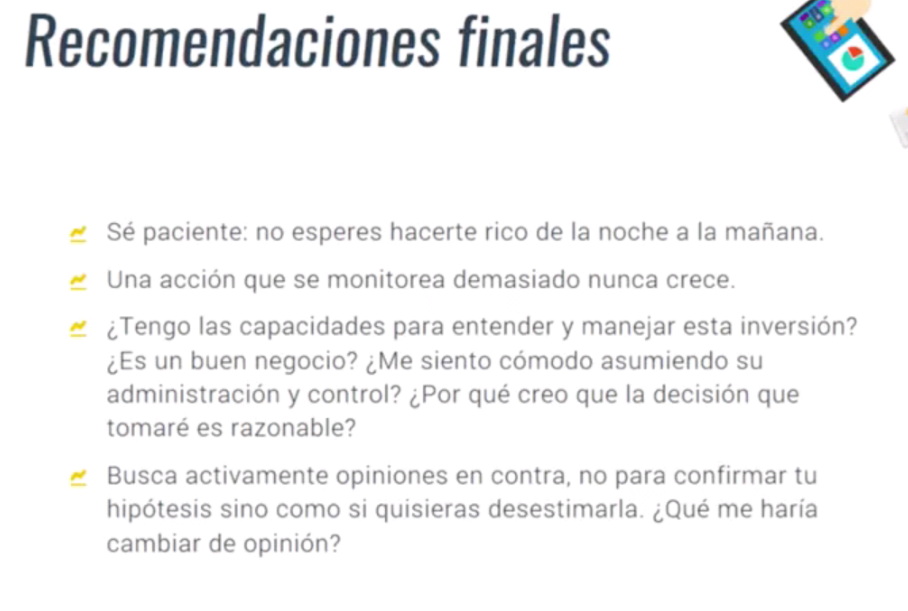 Recomendaciones finales
Sé paciente: no esperes hacerte rico de la noche a la mañana.
Una acción que se monitorea demasiado nunca crece.
¿Tengo las capacidades para entender y manejar esta inversión?
¿Es un buen negocio? ¿Me siento cómodo asumiendo su
administración y control? ¿Por qué creo que la decisión que
tomaré es razonable?
Busca activamente opiniones en contra, no para confirmar tu
hipótesis sino como si quisieras desestimarla. ¿Qué me haría
cambiar de opinión?